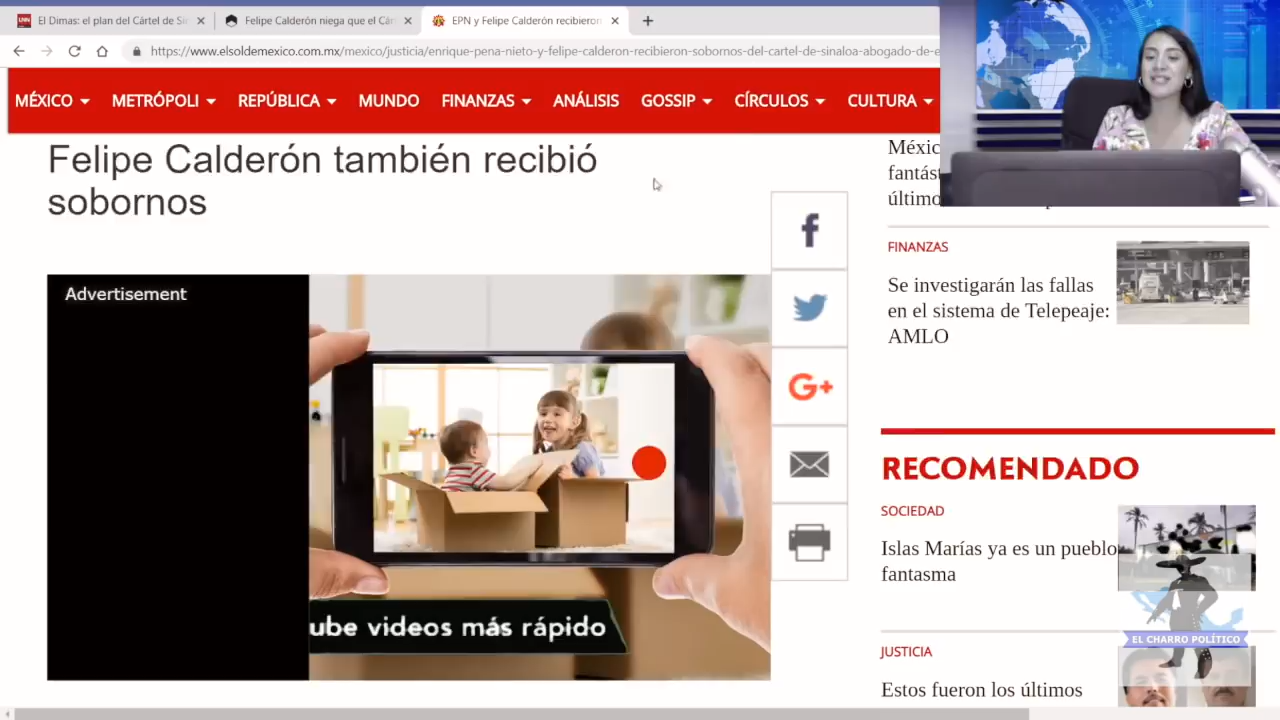 El Dimas: el plan del Cártel de Sin
Felipe Calderón niega que el Cár
EPN y Felipe Calderón recibieron
https://www.elsoldemexico.com.mx/mexico/justicia/enrique-pena-nieto-y-felipe-calderon-recibieron-sobornos-del-cartel-de-sinaloa-abogado-de-e
MÉXICO METRÓPOLI REPÚBLICA MUNDO FINANZAS ANÁLISIS GOSSIP CÍRCULOS CULTURA
Felipe Calderón también recibió
sobornos
Advertisement
ube videos más rápido
f
G+
Méxic
fantást
último
FINANZAS
Se investigarán las fallas
en el sistema de Telepeaje:
AMLO
RECOMENDADO
SOCIEDAD
Islas Marías ya es un pueblo
fantasma
EL CHARRO POLÍTICO
JUSTICIA
Estos fueron los últimos